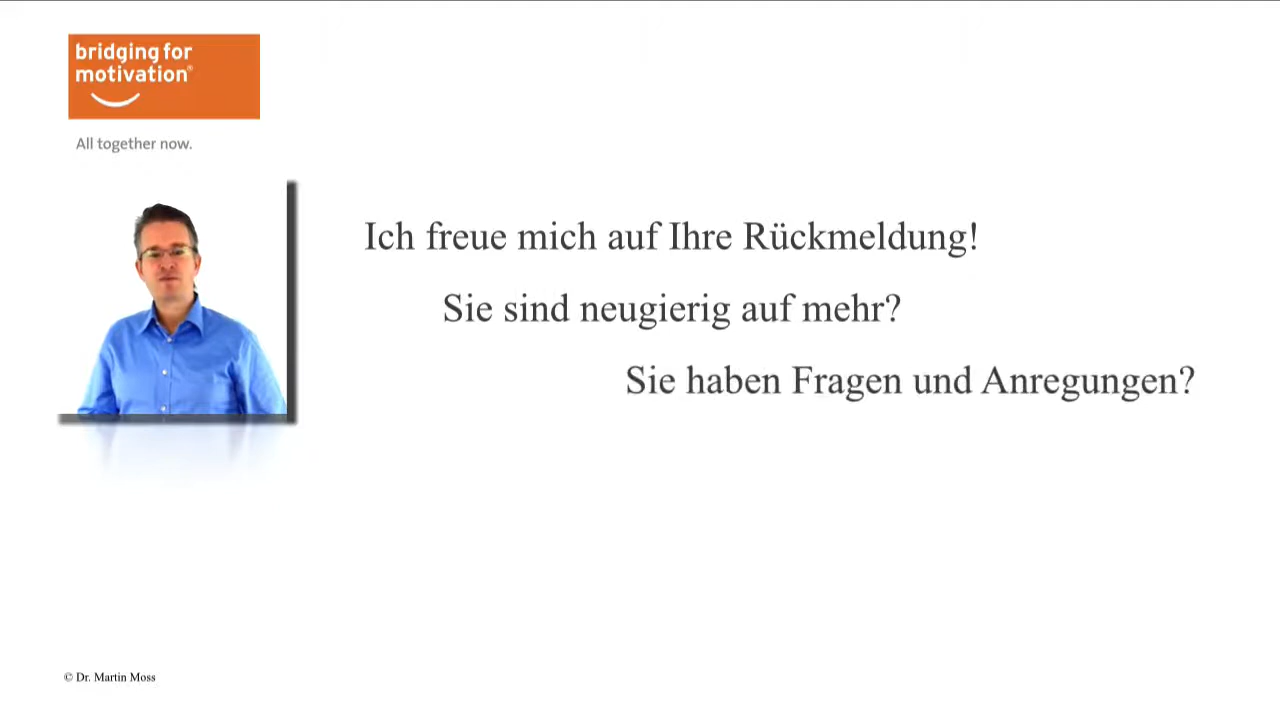 bridging for
motivation®
All together now.
Ich freue mich auf Ihre Rückmeldung!
Sie sind neugierig auf mehr?
Sie haben Fragen und Anregungen?
© Dr. Martin Moss